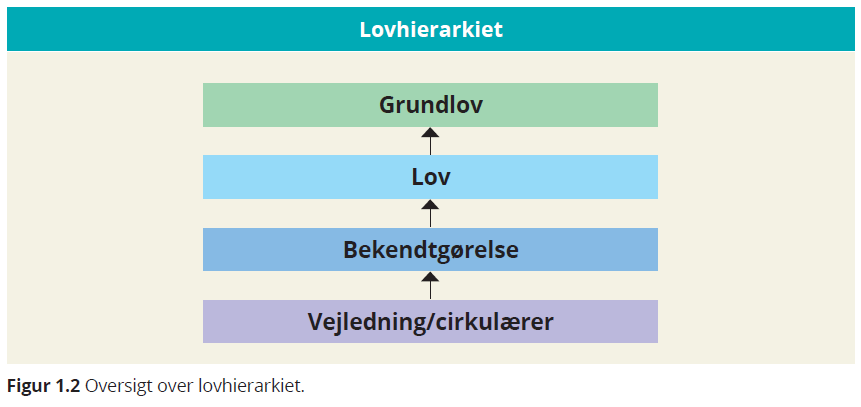 Lovhierarkiet
Grundlov
Lov
Bekendtgørelse
Vejledning/cirkulærer
Figur 1.2 Oversigt over lovhierarkiet.